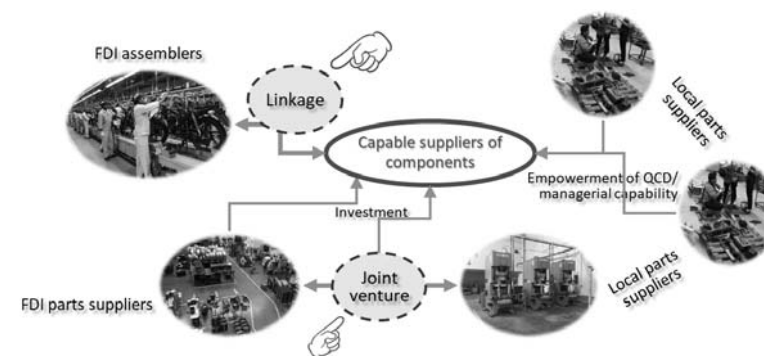 FDI assemblers
Linkage
Local parts
suppliers
Capable suppliers of
components
Empowerment of QCD/
managerial capability
Investment
Joint
venture
FDI parts suppliers
Local parts
suppliers